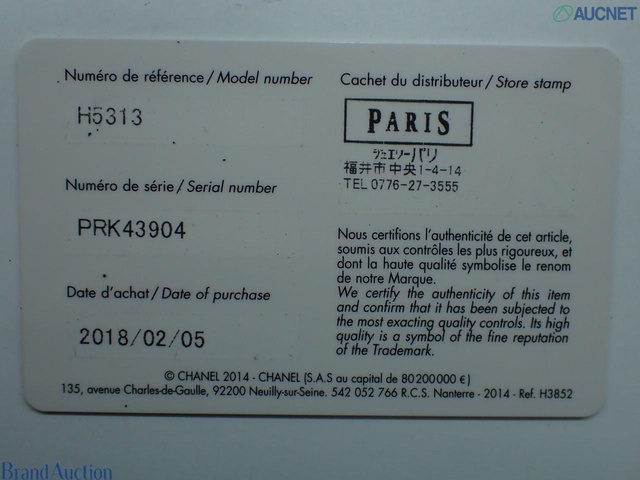 AUCNET
Numéro de référence / Model number
H5313
Cachet du distributeur / Store stamp
PARIS
ジュエリーパリ
福井市中央1-4-14
TEL 0776-27-3555
Numéro de série / Serial number
PRK43904
Nous certifions l'authenticité de cet article,
soumis aux contrôles les plus rigoureux, et
dont la haute qualité symbolise le renom
de notre Marque.
We certify the authenticity of this item
and confirm that it has been subjected to
the most exacting quality controls. Its high
quality is a symbol of the fine reputation
of the Trademark.
Date d'achat / Date of purchase
2018/02/05
© CHANEL 2014 - CHANEL (S.A.S au capital de 80 200 000 €)
135, avenue Charles-de-Gaulle, 92200 Neuilly-sur-Seine. 542 052 766 R.C.S. Nanterre - 2014 - Ref. H3852
Brand Auction